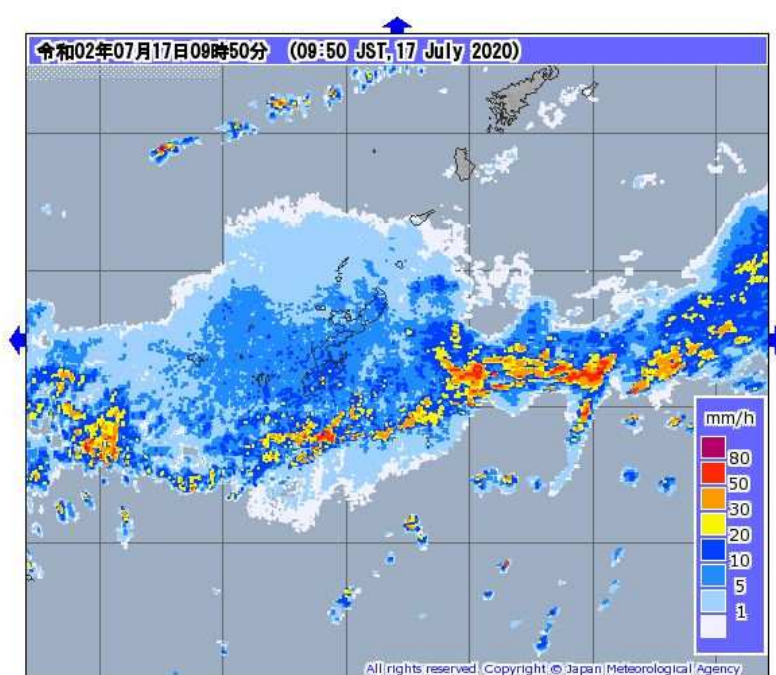 令和02年07月17日09時50分 (09:50 JST, 17 July 2020)
mm/h
80
50
30
20
10
5
1
All rights reserved. Copyright © Japan Meteorological Agency